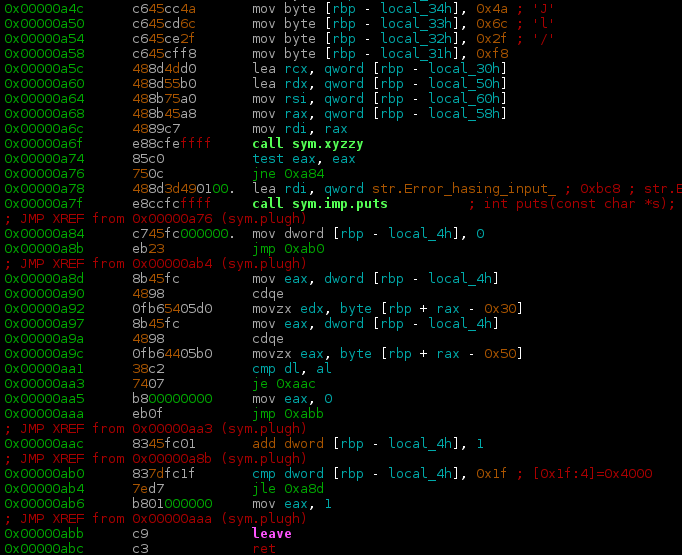 0x00000a4c c645cc4a mov byte [rbp - local_34h], 0x4a ; 'J'
0x00000a50 c645cd6c mov byte [rbp - local_33h], 0x6c ; 'l'
0x00000a54 c645ce2f mov byte [rbp - local_32h], 0x2f ; '/'
0x00000a58 c645cff8 mov byte [rbp - local_31h], 0xf8
0x00000a5c 488d4dd0 lea rcx, qword [rbp - local_30h]
0x00000a60 488d55b0 lea rdx, qword [rbp - local_50h]
0x00000a64 488b75a0 mov rsi, qword [rbp - local_60h]
0x00000a68 488b45a8 mov rax, qword [rbp - local_58h]
0x00000a6c 4889c7 mov rdi, rax
0x00000a6f e88cfeffff call sym.xyzzy
0x00000a74 85c0 test eax, eax
0x00000a76 750c jne 0xa84
0x00000a78 488d3d490100. lea rdi, qword str.Error_hasing_input_ ; 0xbc8 ; str.E
0x00000a7f e8ccfcffff call sym.imp.puts ; int puts(const char *s);
; JMP XREF from 0x00000a76 (sym.plugh)
0x00000a84 c745fc000000. mov dword [rbp - local_4h], 0
0x00000a8b eb23 jmp 0xab0
; JMP XREF from 0x00000ab4 (sym.plugh)
0x00000a8d 8b45fc mov eax, dword [rbp - local_4h]
0x00000a90 4898 cdqe
0x00000a92 0fb65405d0 movzx edx, byte [rbp + rax - 0x30]
0x00000a97 8b45fc mov eax, dword [rbp - local_4h]
0x00000a9a 4898 cdqe
0x00000a9c 0fb64405b0 movzx eax, byte [rbp + rax - 0x50]
0x00000aa1 38c2 cmp dl, al
0x00000aa3 7407 je 0xaac
0x00000aa5 b800000000 mov eax, 0
0x00000aaa eb0f jmp 0xabb
; JMP XREF from 0x00000aa3 (sym.plugh)
0x00000aac 8345fc01 add dword [rbp - local_4h], 1
; JMP XREF from 0x00000a8b (sym.plugh)
0x00000ab0 837dfc1f cmp dword [rbp - local_4h], 0x1f ; [0x1f:4]=0x4000
0x00000ab4 7ed7 jle 0xa8d
0x00000ab6 b801000000 mov eax, 1
; JMP XREF from 0x00000aaa (sym.plugh)
0x00000abb c9 leave
0x00000abc c3 ret